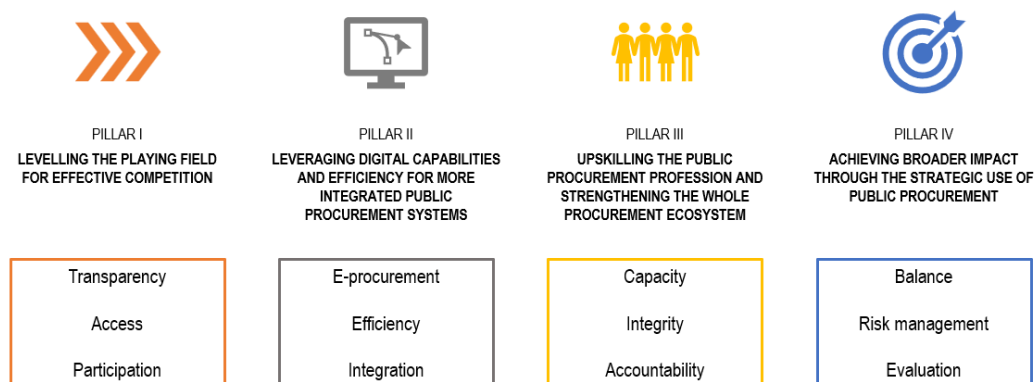 PILLAR I
LEVELLING THE PLAYING FIELD
FOR EFFECTIVE COMPETITION
PILLAR II
LEVERAGING DIGITAL CAPABILITIES
AND EFFICIENCY FOR MORE
INTEGRATED PUBLIC
PROCUREMENT SYSTEMS
PILLAR III
UPSKILLING THE PUBLIC
PROCUREMENT PROFESSION AND
STRENGTHENING THE WHOLE
PROCUREMENT ECOSYSTEM
PILLAR IV
ACHIEVING BROADER IMPACT
THROUGH THE STRATEGIC USE OF
PUBLIC PROCUREMENT
Transparency
Access
Participation
E-procurement
Efficiency
Integration
Capacity
Integrity
Accountability
Balance
Risk management
Evaluation